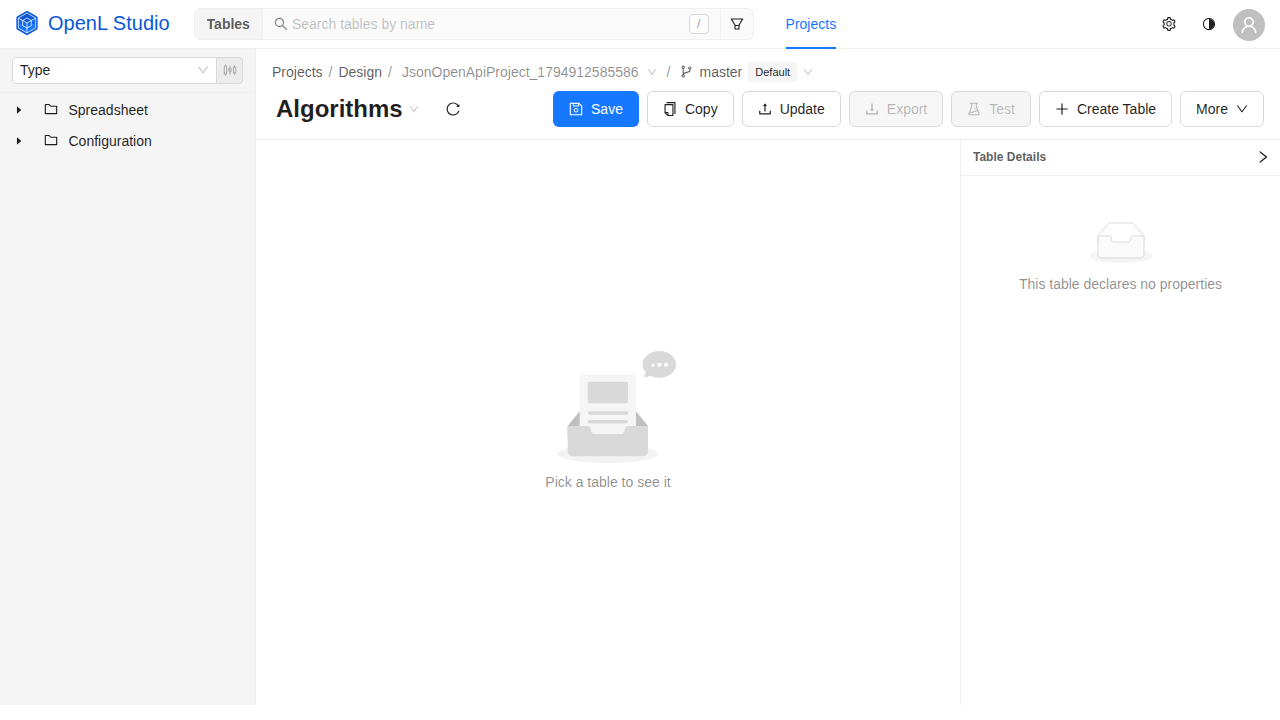 OpenL Studio
Tables
Search tables by name
/
Projects
Type
Spreadsheet
Configuration
Projects / Design / JsonOpenApiProject_1794912585586 / master Default
Algorithms
Save
Copy
Update
Export
Test
Create Table
More
Pick a table to see it
Table Details
This table declares no properties